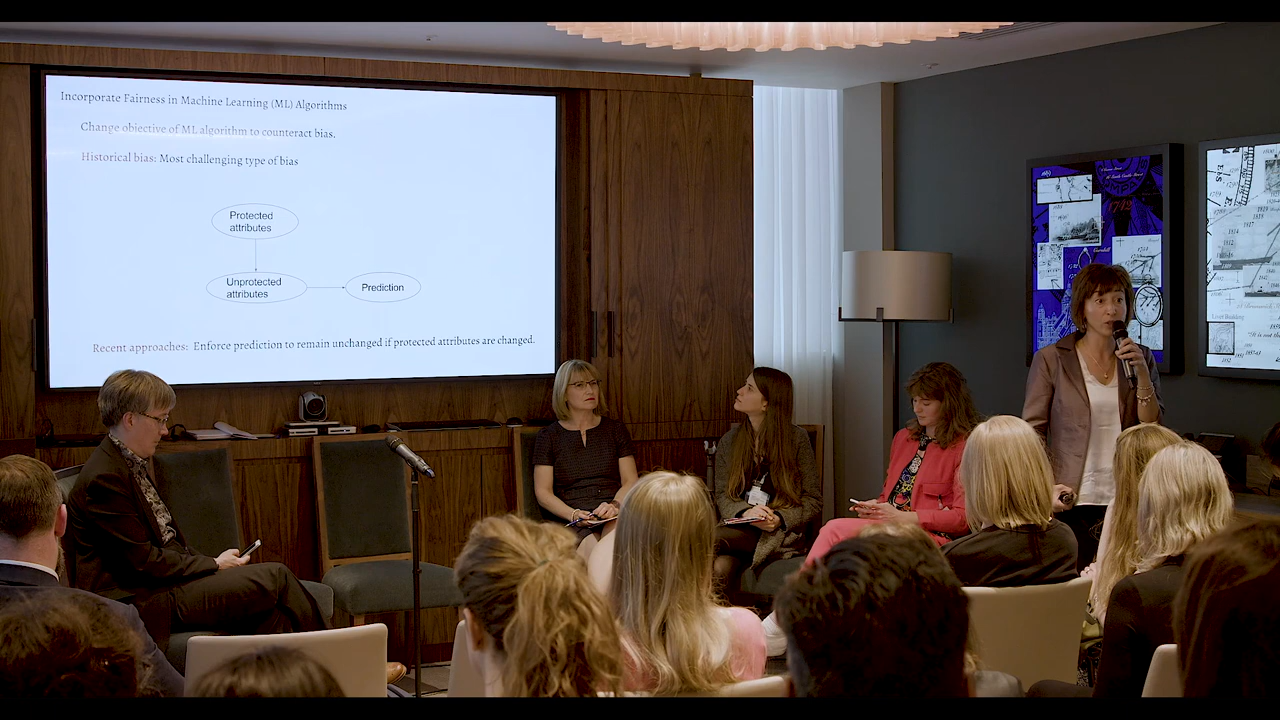 Incorporate Fairness in Machine Learning (ML) Algorithms
Change objective of ML algorithm to counteract bias.
Historical bias: Most challenging type of bias
Protected
attributes
Unprotected
attributes
Prediction
Recent approaches: Enforce prediction to remain unchanged if protected attributes are changed.
1742